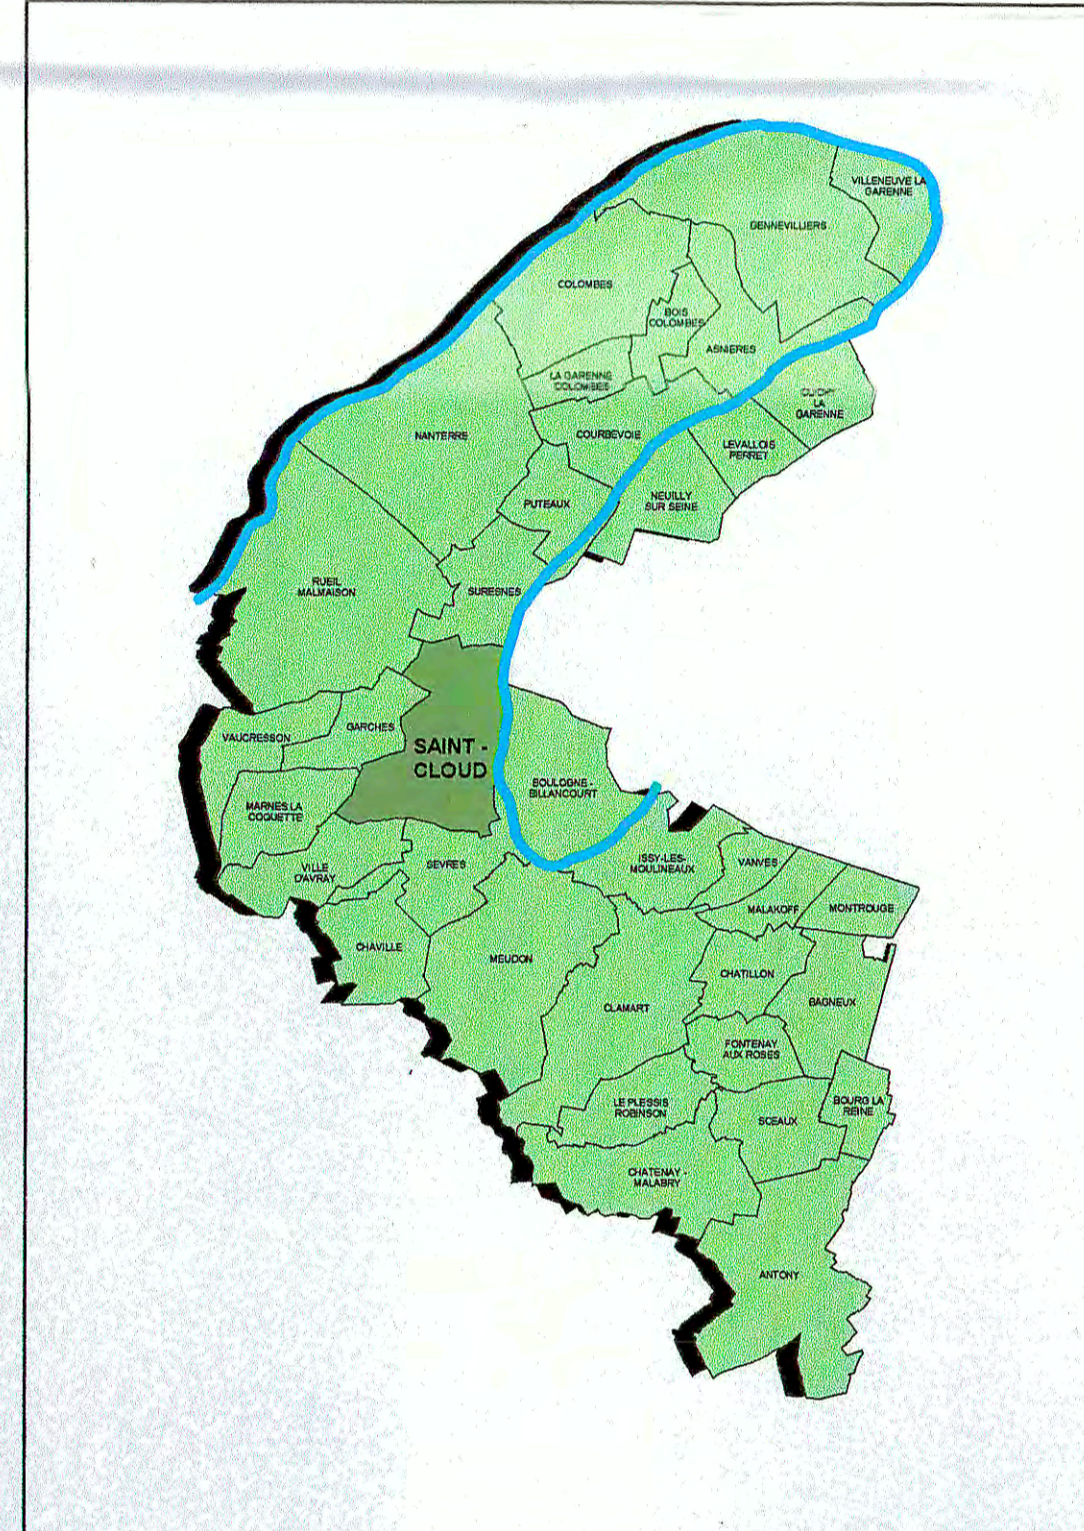 VILLENEUVE LA
GARENNE
GENNEVILLIERS
COLOMBES
BOIS
COLOMBES
ASNIERES
LA GARENNE
COLOMBES
CLICHY
LA
GARENNE
NANTERRE
COURBEVOIE
LEVALLOIS
PERRET
PUTEAUX
NEUILLY
SUR SEINE
RUEIL
MALMAISON
SURESNES
VAUCRESSON
GARCHES
SAINT -
CLOUD
BOULOGNE -
BILLANCOURT
MARNES LA
COQUETTE
VILLE
D'AVRAY
SEVRES
ISSY-LES-
MOULINEAUX
VANVES
MALAKOFF
MONTROUGE
CHAVILLE
MEUDON
CHATILLON
BAGNEUX
CLAMART
FONTENAY
AUX ROSES
LE PLESSIS
ROBINSON
SCEAUX
BOURG LA
REINE
CHATENAY -
MALABRY
ANTONY